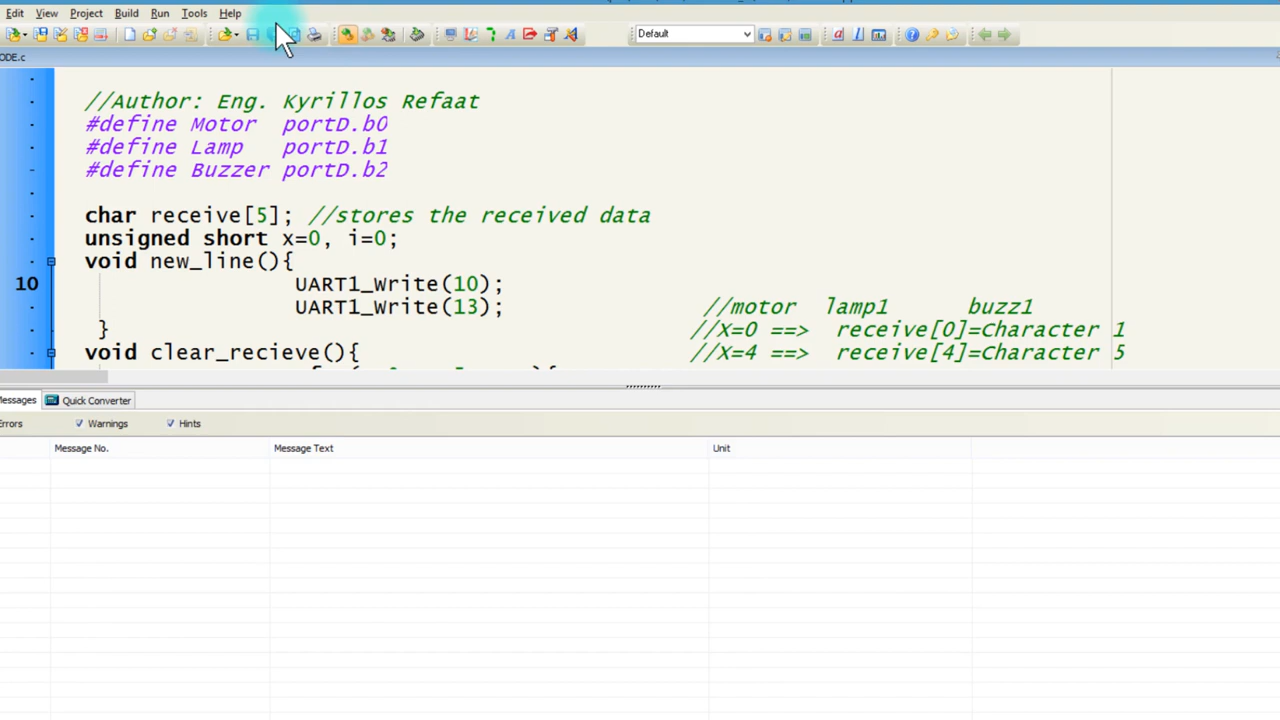 Edit View Project Build Run Tools Help
Default
ODE.c
//Author: Eng. Kyrillos Refaat
#define Motor portD.b0
#define Lamp portD.b1
#define Buzzer portD.b2
char receive[5]; //stores the received data
unsigned short x=0, i=0;
void new_line(){
10 UART1_Write(10);
UART1_Write(13); //motor lamp1 buzz1
} //X=0 ==> receive[0]=Character 1
void clear_recieve(){ //X=4 ==> receive[4]=Character 5
Messages Quick Converter
Errors Warnings Hints
Message No. Message Text Unit